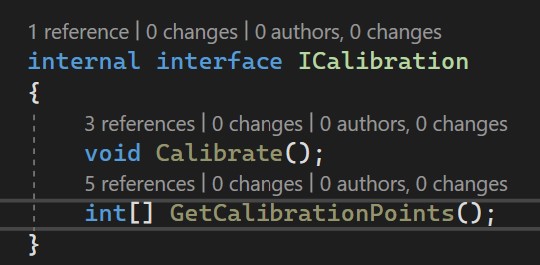 1 reference | 0 changes | 0 authors, 0 changes
internal interface ICalibration
{
3 references | 0 changes | 0 authors, 0 changes
void Calibrate();
5 references | 0 changes | 0 authors, 0 changes
int[] GetCalibrationPoints();
}